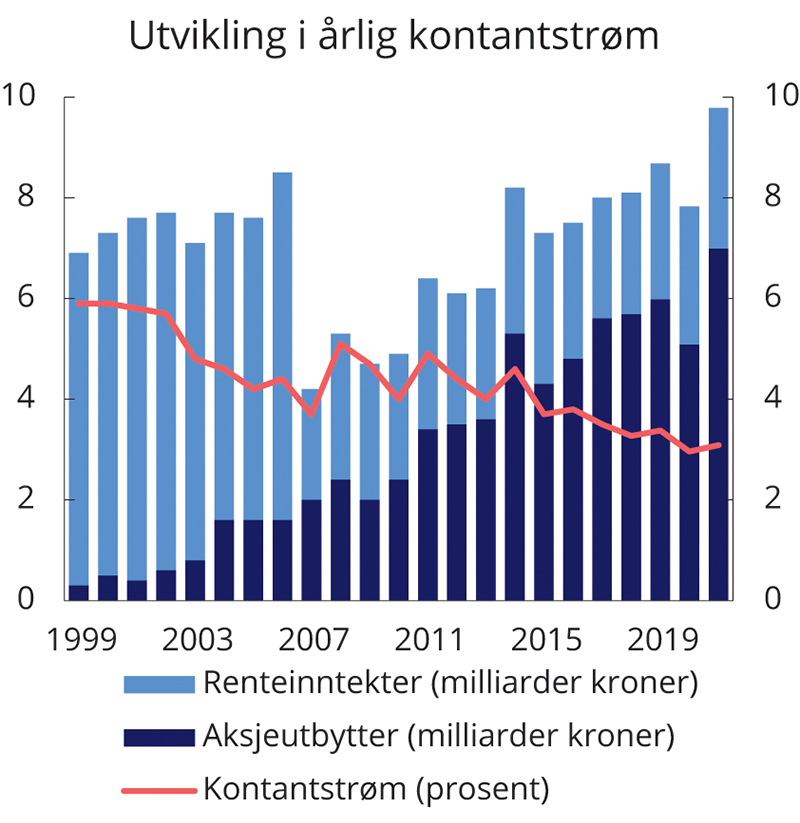 Utvikling i årlig kontantstrøm
10 10
8 8
6 6
4 4
2 2
0 0
1999 2003 2007 2011 2015 2019
Renteinntekter (milliarder kroner)
Aksjeutbytter (milliarder kroner)
Kontantstrøm (prosent)